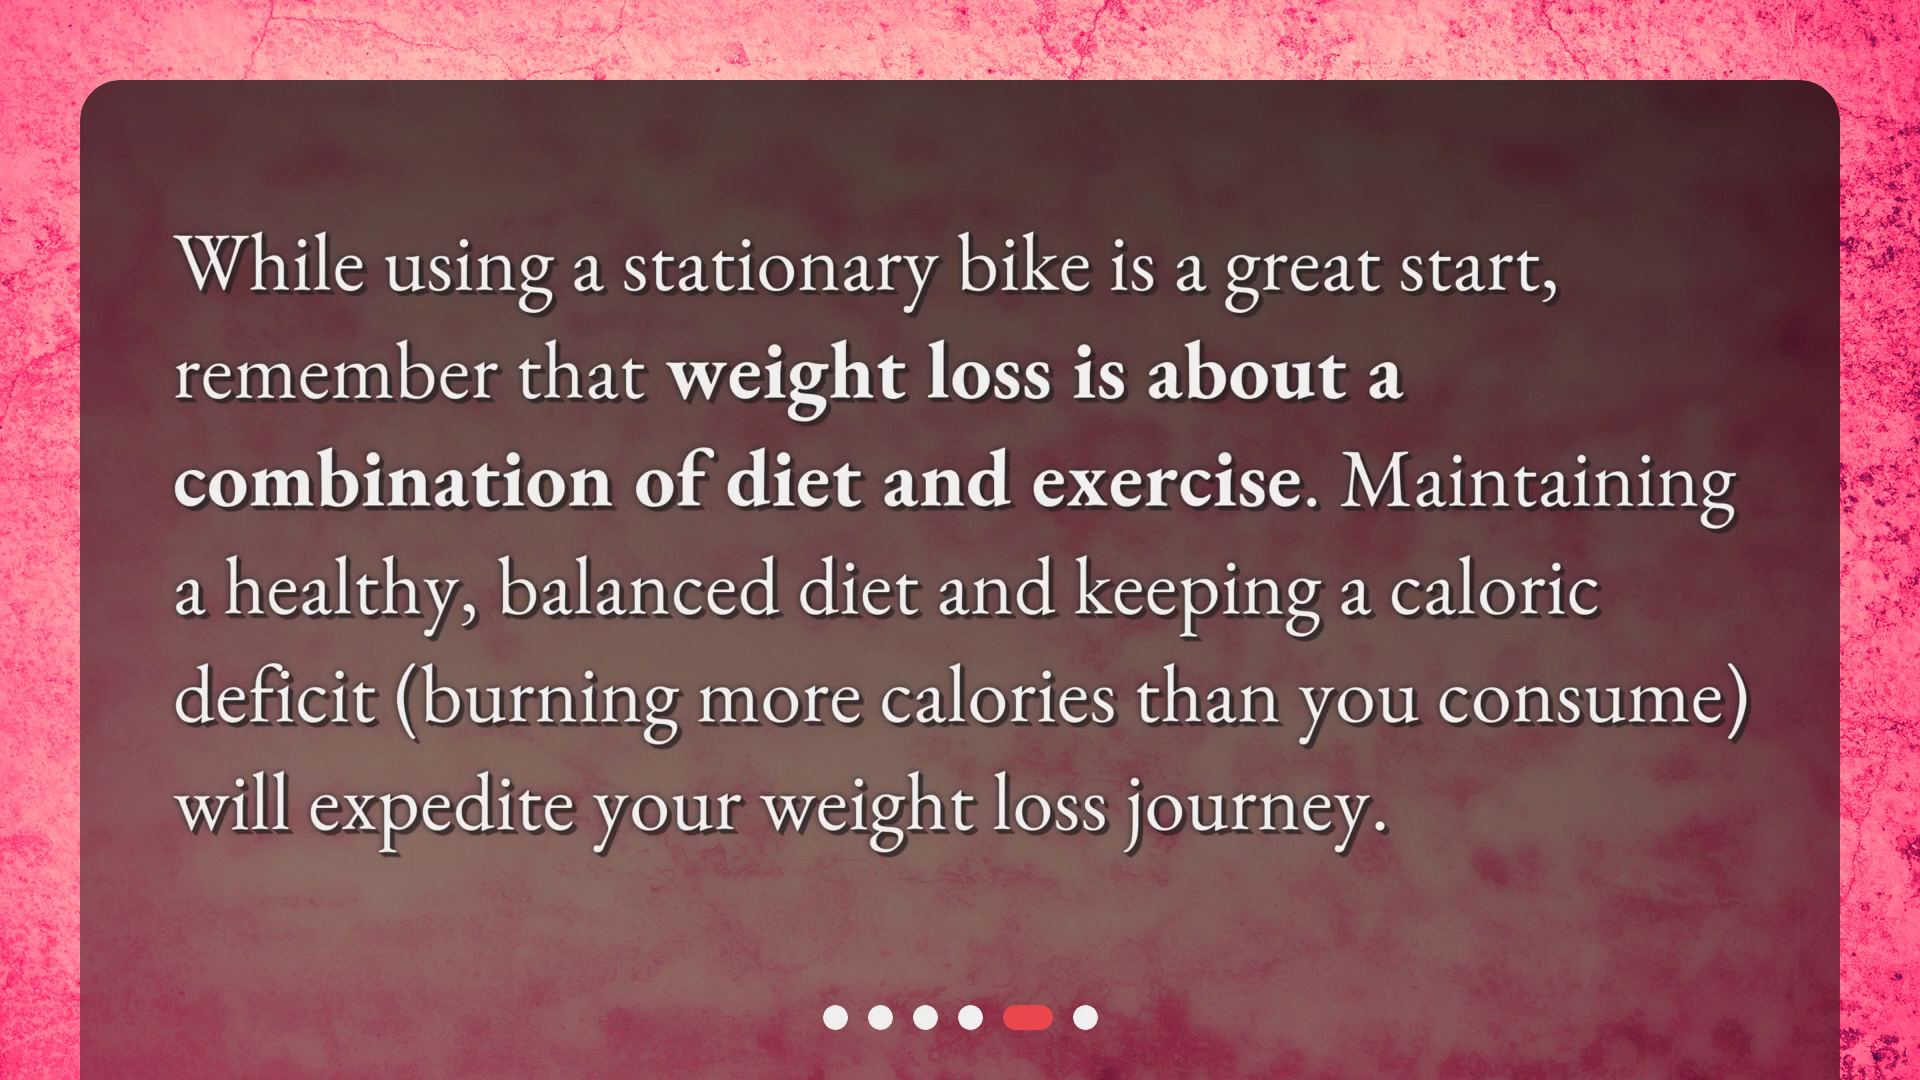 While using a stationary bike is a great start,
remember that weight loss is about a
combination of diet and exercise. Maintaining
a healthy, balanced diet and keeping a caloric
deficit (burning more calories than you consume)
will expedite your weight loss journey.